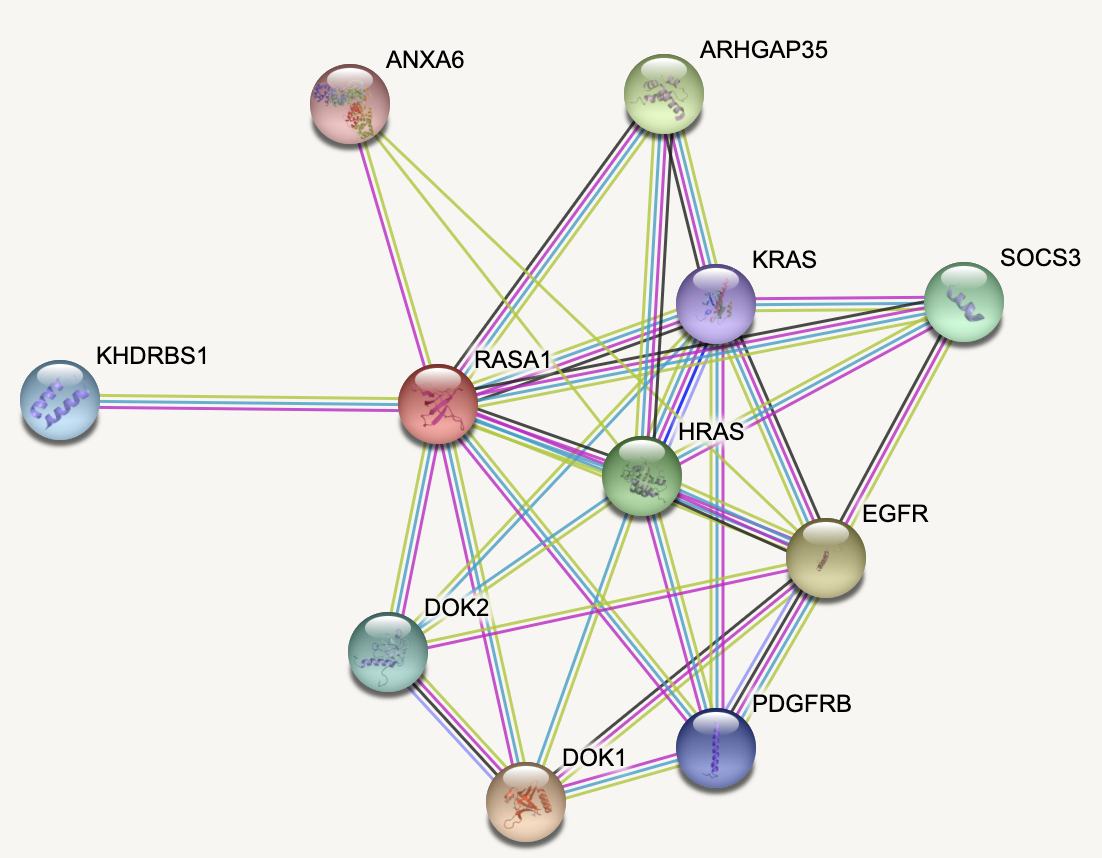 ANXA6
ARHGAP35
KRAS
SOCS3
KHDRBS1
RASA1
HRAS
EGFR
DOK2
PDGFRB
DOK1